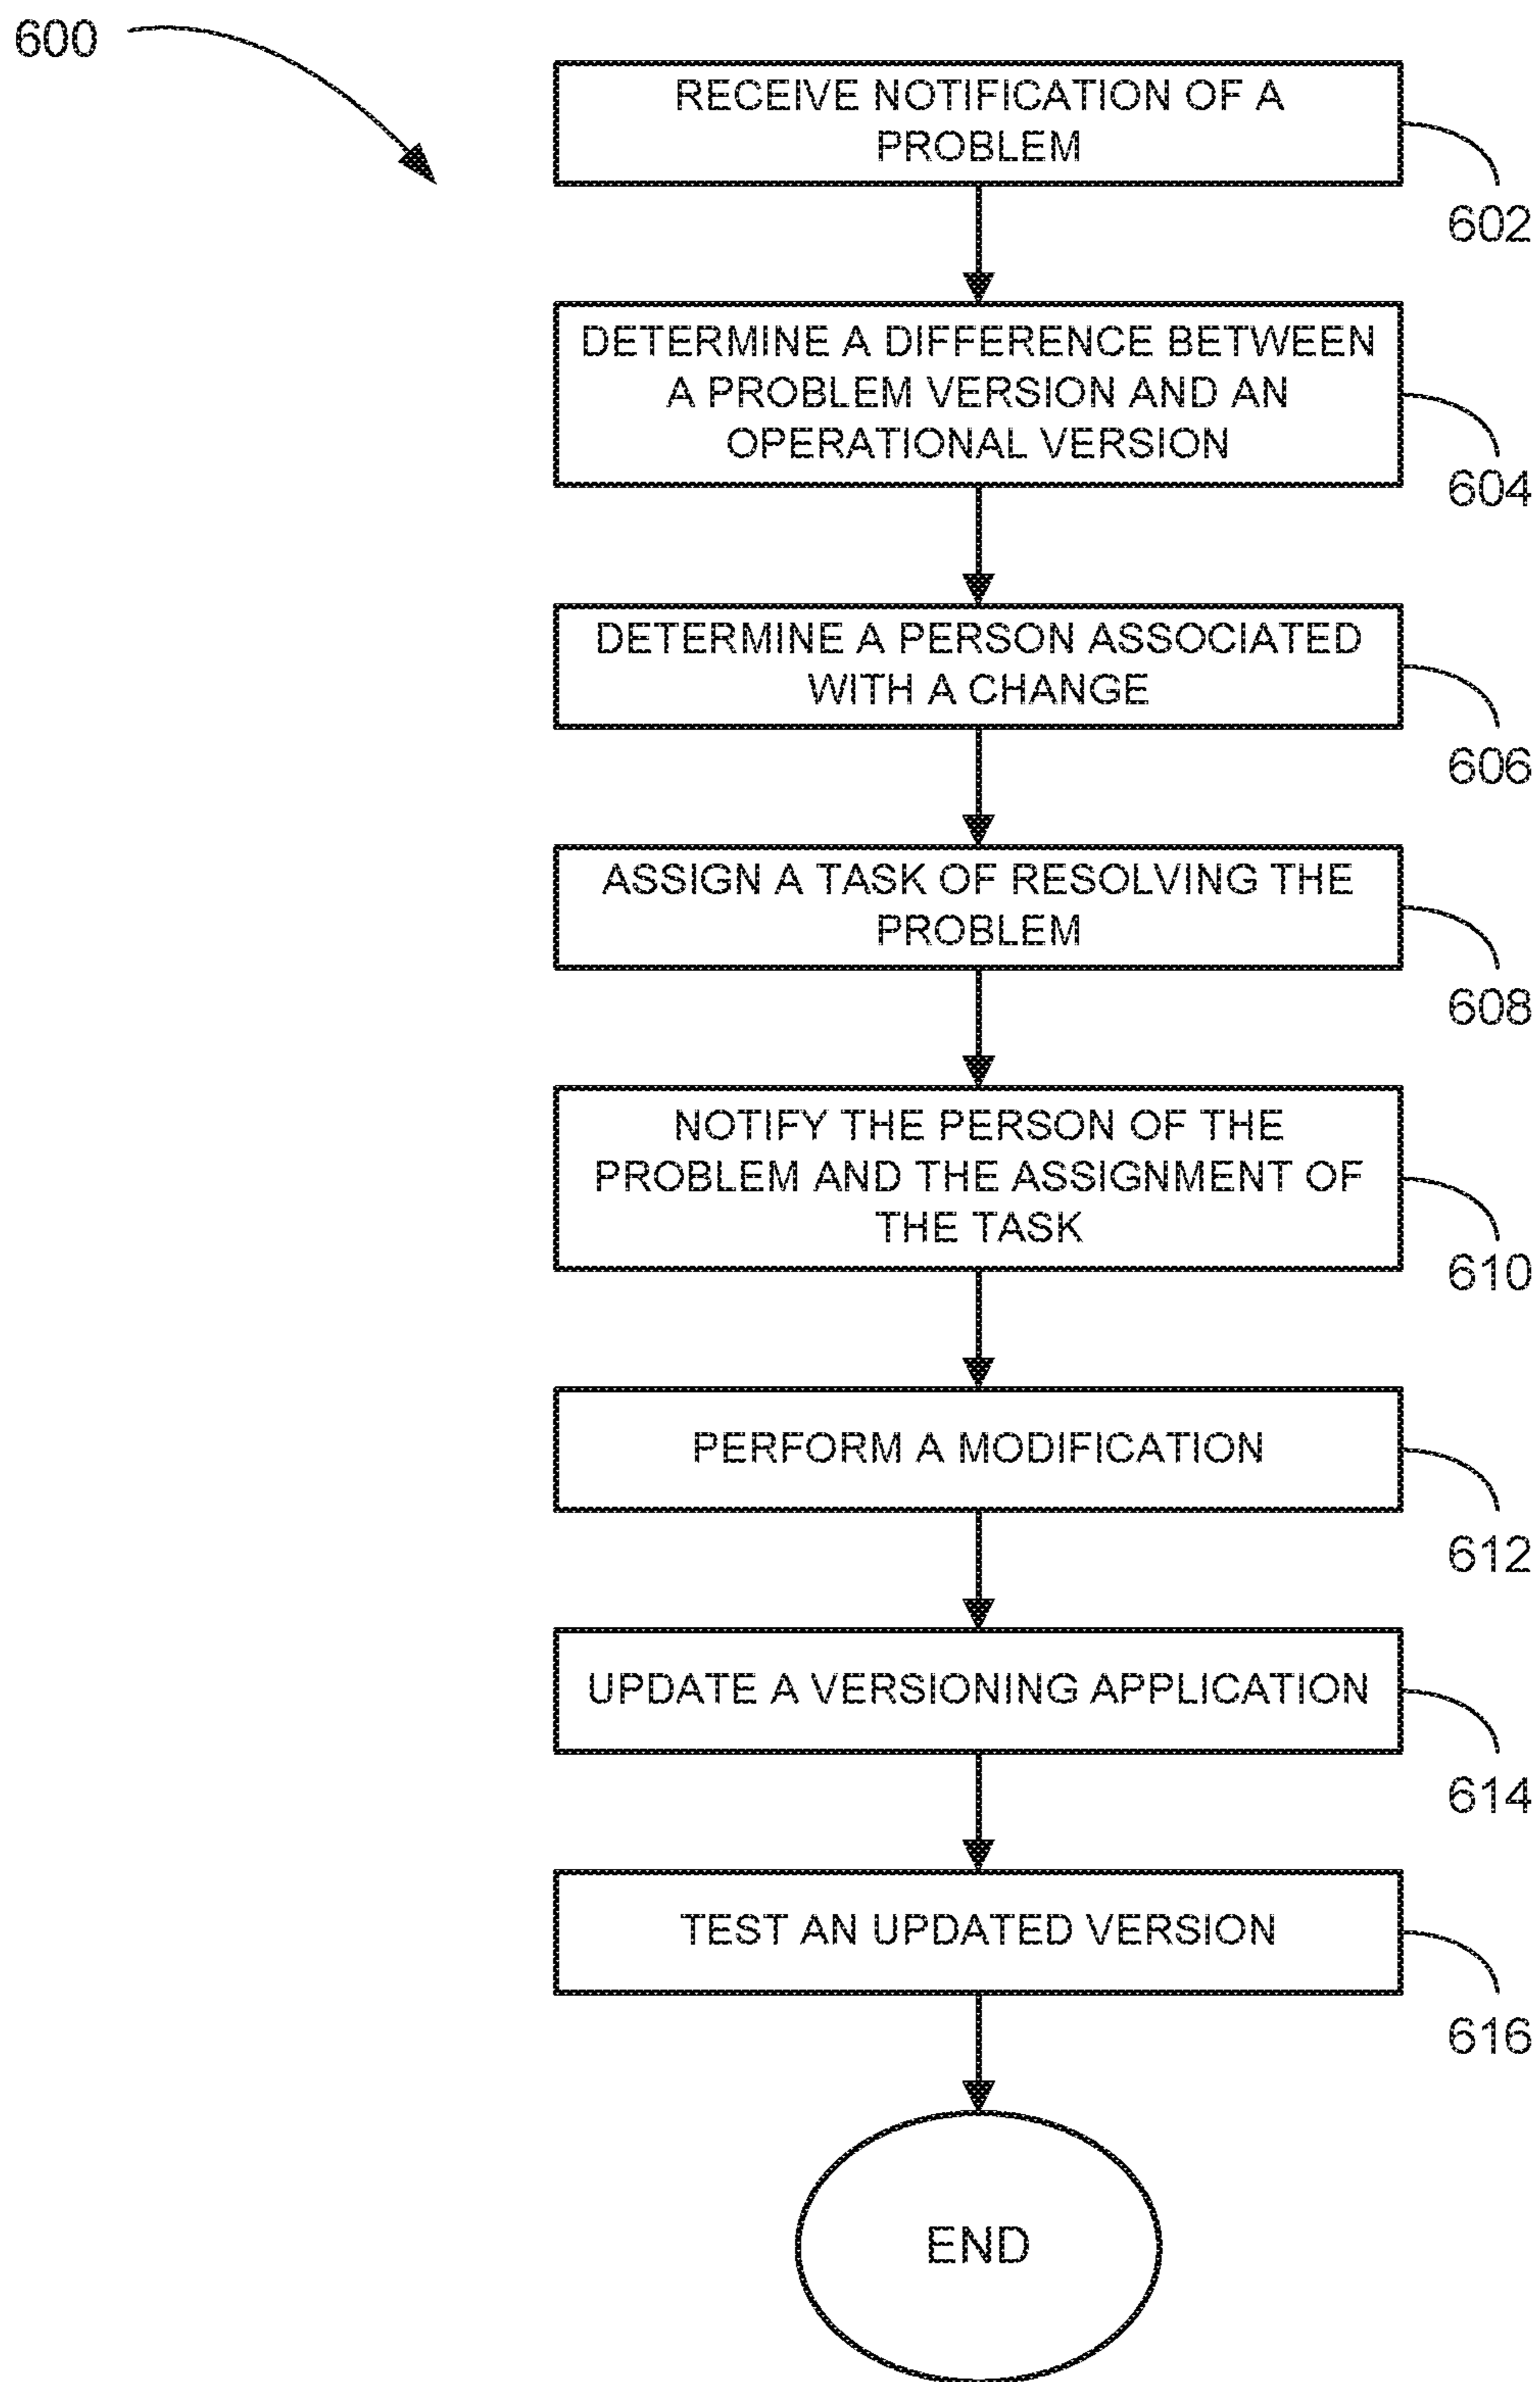 600
RECEIVE NOTIFICATION OF A
PROBLEM
602
DETERMINE A DIFFERENCE BETWEEN
A PROBLEM VERSION AND AN
OPERATIONAL VERSION
604
DETERMINE A PERSON ASSOCIATED
WITH A CHANGE
606
ASSIGN A TASK OF RESOLVING THE
PROBLEM
608
NOTIFY THE PERSON OF THE
PROBLEM AND THE ASSIGNMENT OF
THE TASK
610
PERFORM A MODIFICATION
612
UPDATE A VERSIONING APPLICATION
614
TEST AN UPDATED VERSION
616
END